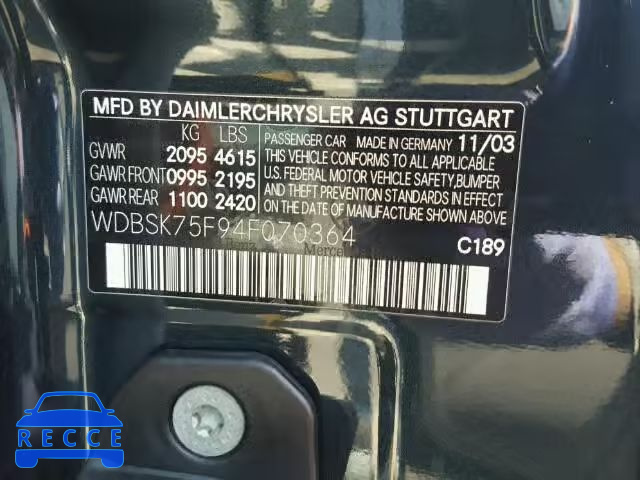 MFD BY DAIMLERCHRYSLER AG STUTTGART
KG LBS
GVWR 2095 4615
GAWR FRONT 0995 2195
GAWR REAR 1100 2420
PASSENGER CAR MADE IN GERMANY 11/03
THIS VEHICLE CONFORMS TO ALL APPLICABLE
U.S. FEDERAL MOTOR VEHICLE SAFETY, BUMPER
AND THEFT PREVENTION STANDARDS IN EFFECT
ON THE DATE OF MANUFACTURE SHOWN ABOVE
WDBSK75F94F070364
C189
RECCE